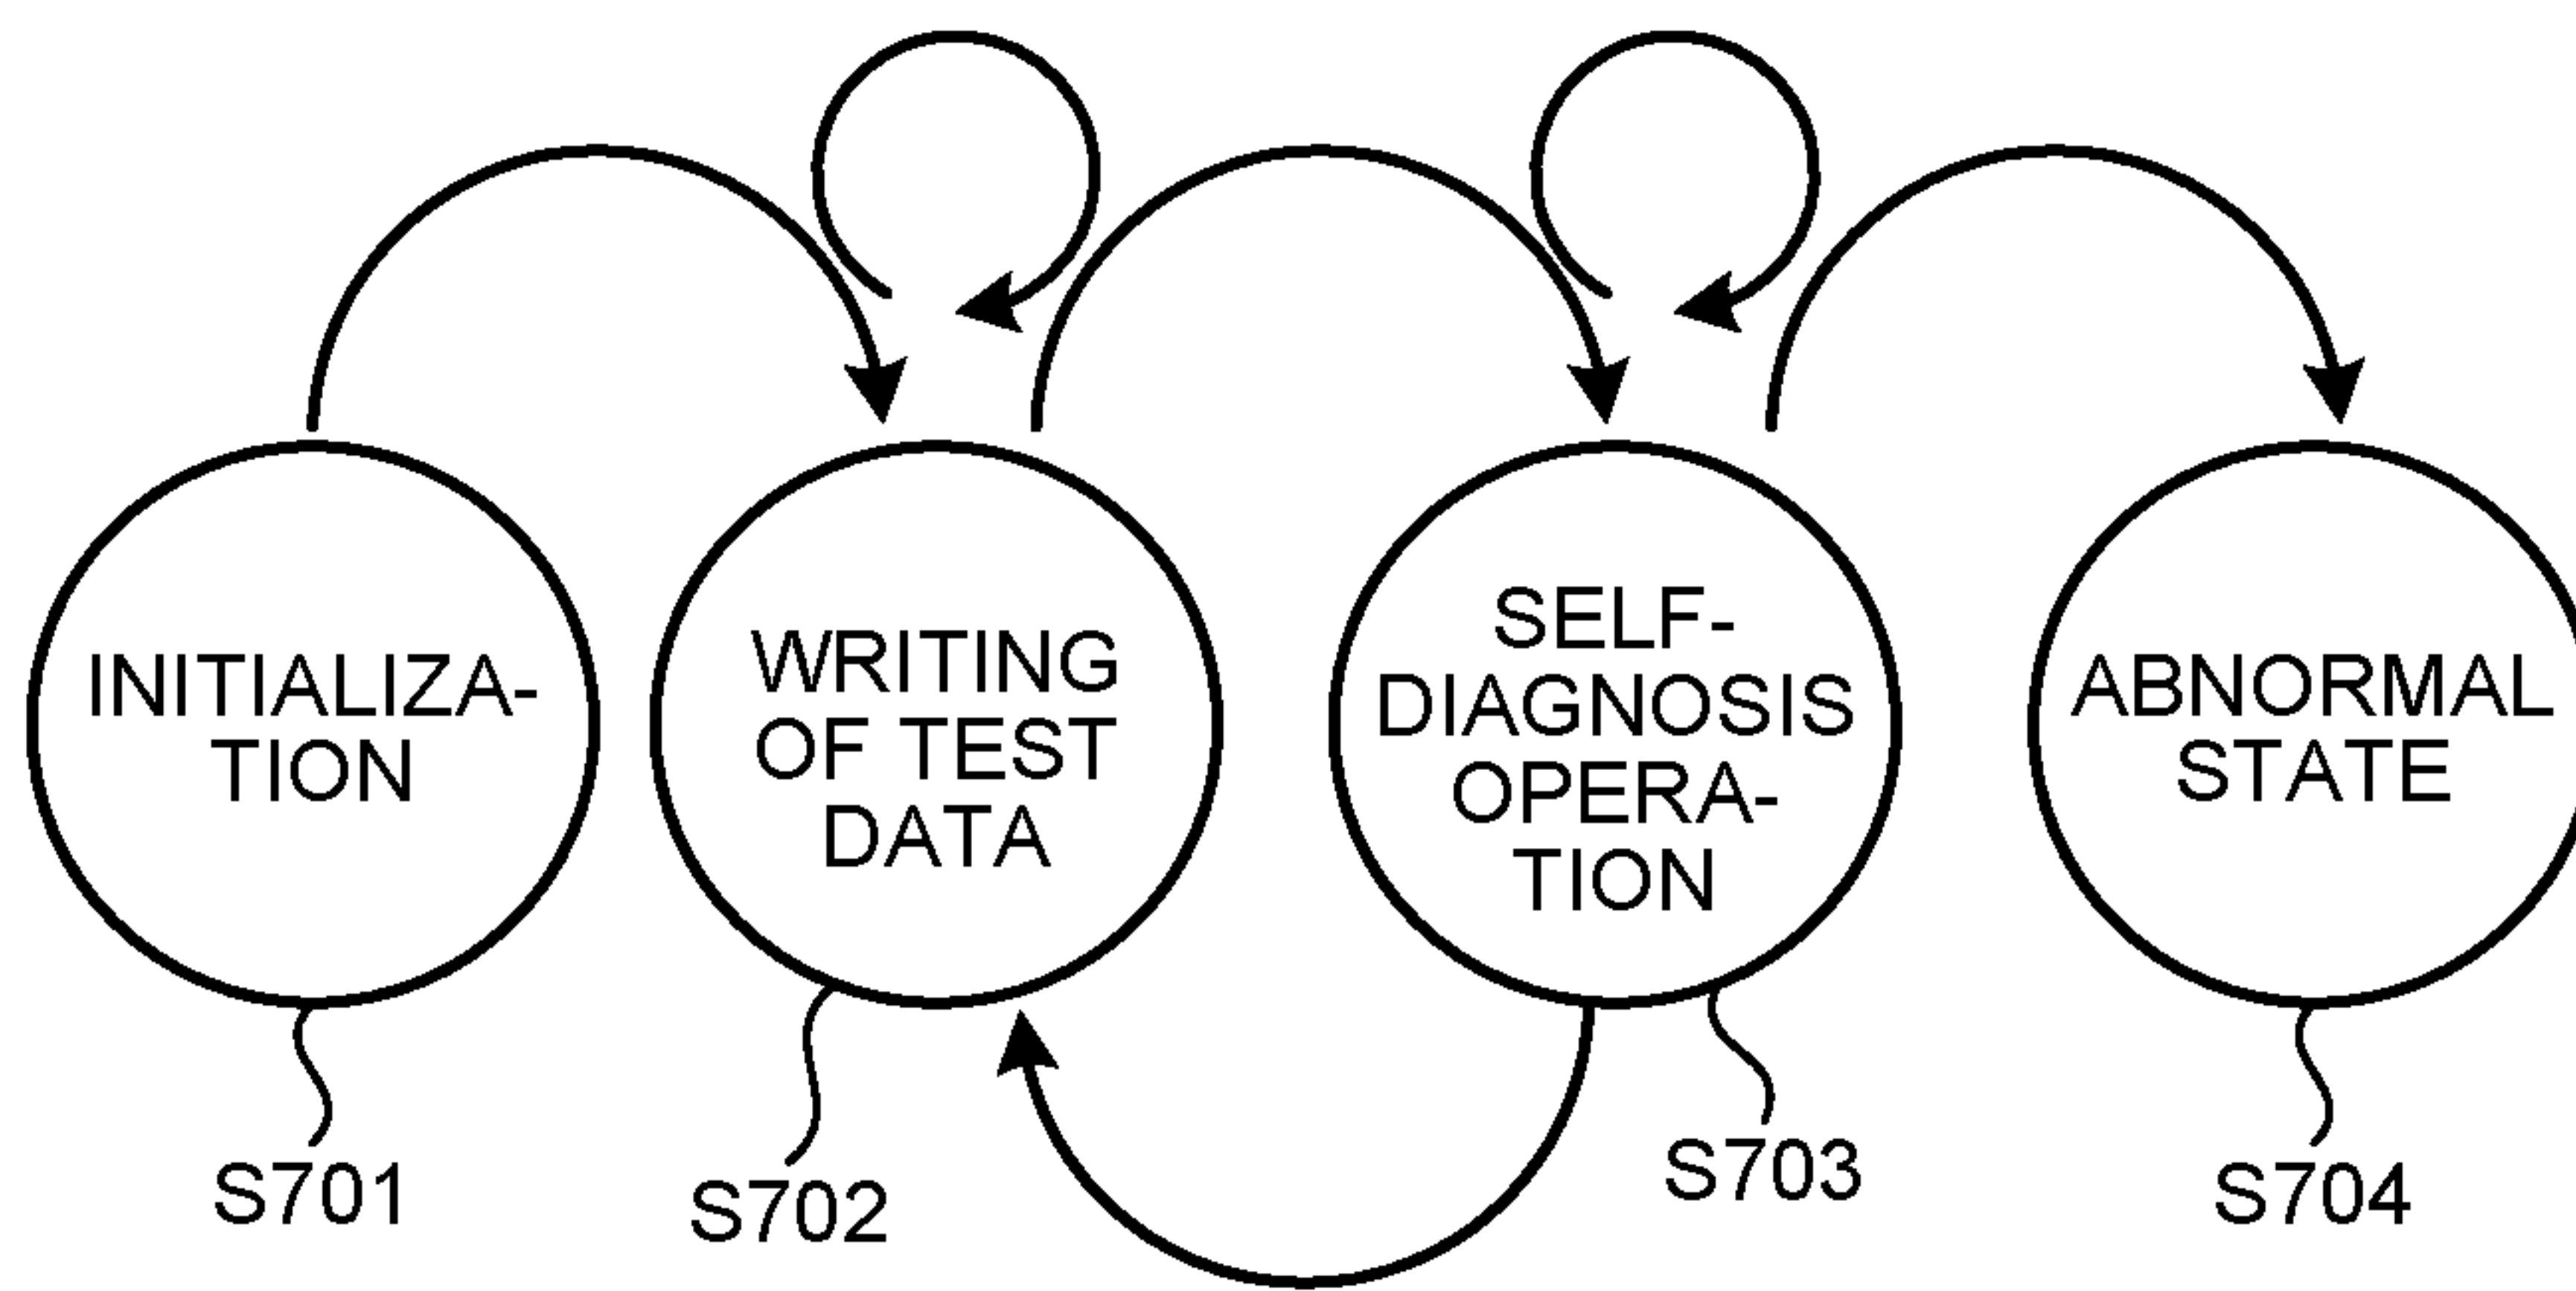 INITIALIZA-
TION
WRITING
OF TEST
DATA
SELF-
DIAGNOSIS
OPERA-
TION
ABNORMAL
STATE
S701
S702
S703
S704